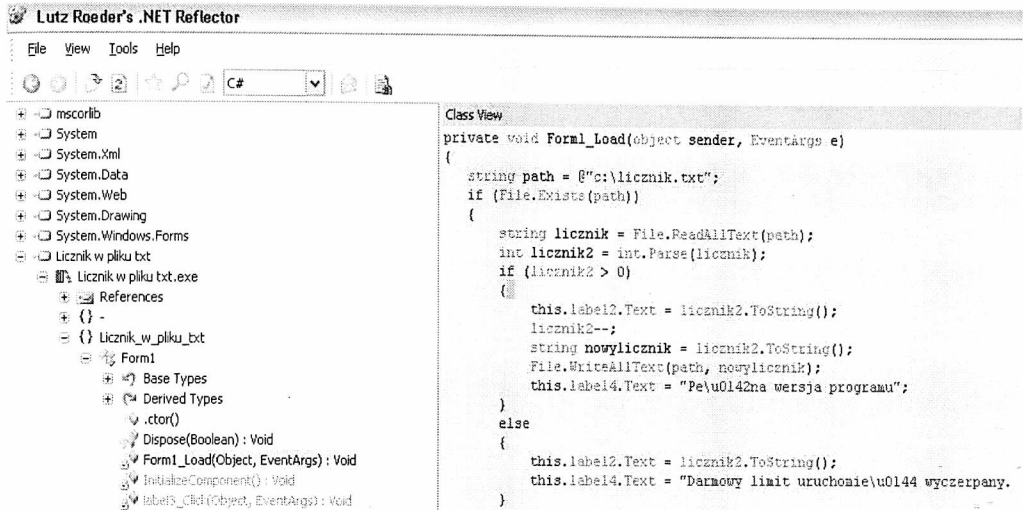 Lutz Roeder's .NET Reflector
File View Tools Help
C#
mscorlib
System
System.Xml
System.Data
System.Web
System.Drawing
System.Windows.Forms
Licznik w pliku txt
Licznik w pliku txt.exe
References
{} -
{} Licznik_w_pliku_txt
Form1
Base Types
Derived Types
.ctor()
Dispose(Boolean) : Void
Form1_Load(Object, EventArgs) : Void
InitializeComponent() : Void
label3_Click(Object, EventArgs) : Void
Class View
private void Form1_Load(object sender, EventArgs e)
{
string path = @"c:\licznik.txt";
if (File.Exists(path))
{
string licznik = File.ReadAllText(path);
int licznik2 = int.Parse(licznik);
if (licznik2 > 0)
{
this.label2.Text = licznik2.ToString();
licznik2--;
string nowylicznik = licznik2.ToString();
File.WriteAllText(path, nowylicznik);
this.label4.Text = "Pe\u0142na wersja programu";
}
else
{
this.label2.Text = licznik2.ToString();
this.label4.Text = "Darmowy limit uruchomie\u0144 wyczerpany.
}